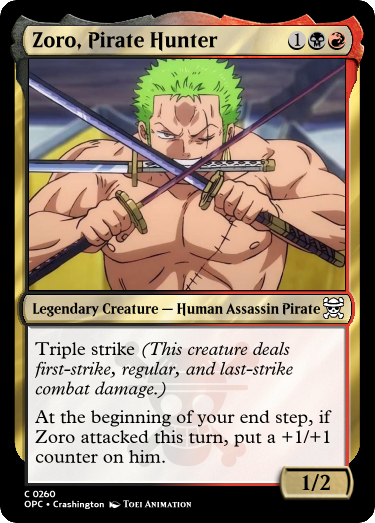 Zoro, Pirate Hunter 1
Legendary Creature — Human Assassin Pirate
Triple strike (This creature deals
first-strike, regular, and last-strike
combat damage.)
At the beginning of your end step, if
Zoro attacked this turn, put a +1/+1
counter on him.
1/2
C 0260
OPC • Crashington TOEI ANIMATION